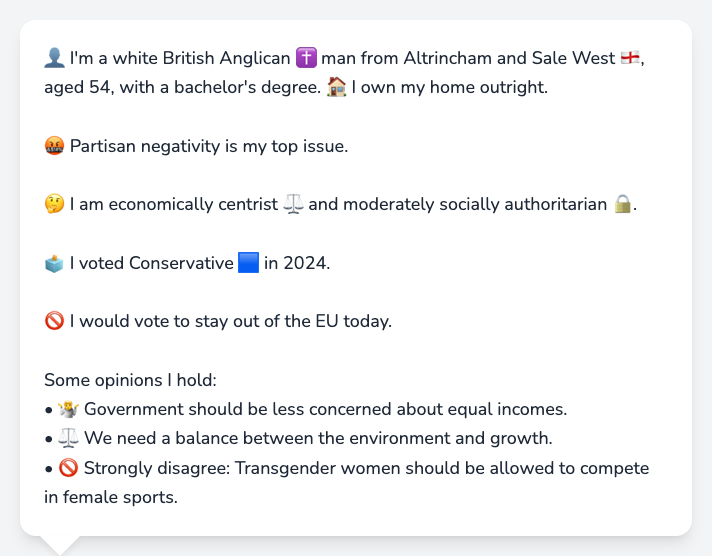 👤 I'm a white British Anglican ✝️ man from Altrincham and Sale West 🏴󠁧󠁢󠁥󠁮󠁧󠁿,
aged 54, with a bachelor's degree. 🏠 I own my home outright.
🤬 Partisan negativity is my top issue.
🤔 I am economically centrist ⚖️ and moderately socially authoritarian 🔒.
🗳️ I voted Conservative 🟦 in 2024.
🚫 I would vote to stay out of the EU today.
Some opinions I hold:
• 🤷 Government should be less concerned about equal incomes.
• ⚖️ We need a balance between the environment and growth.
• 🚫 Strongly disagree: Transgender women should be allowed to compete
in female sports.